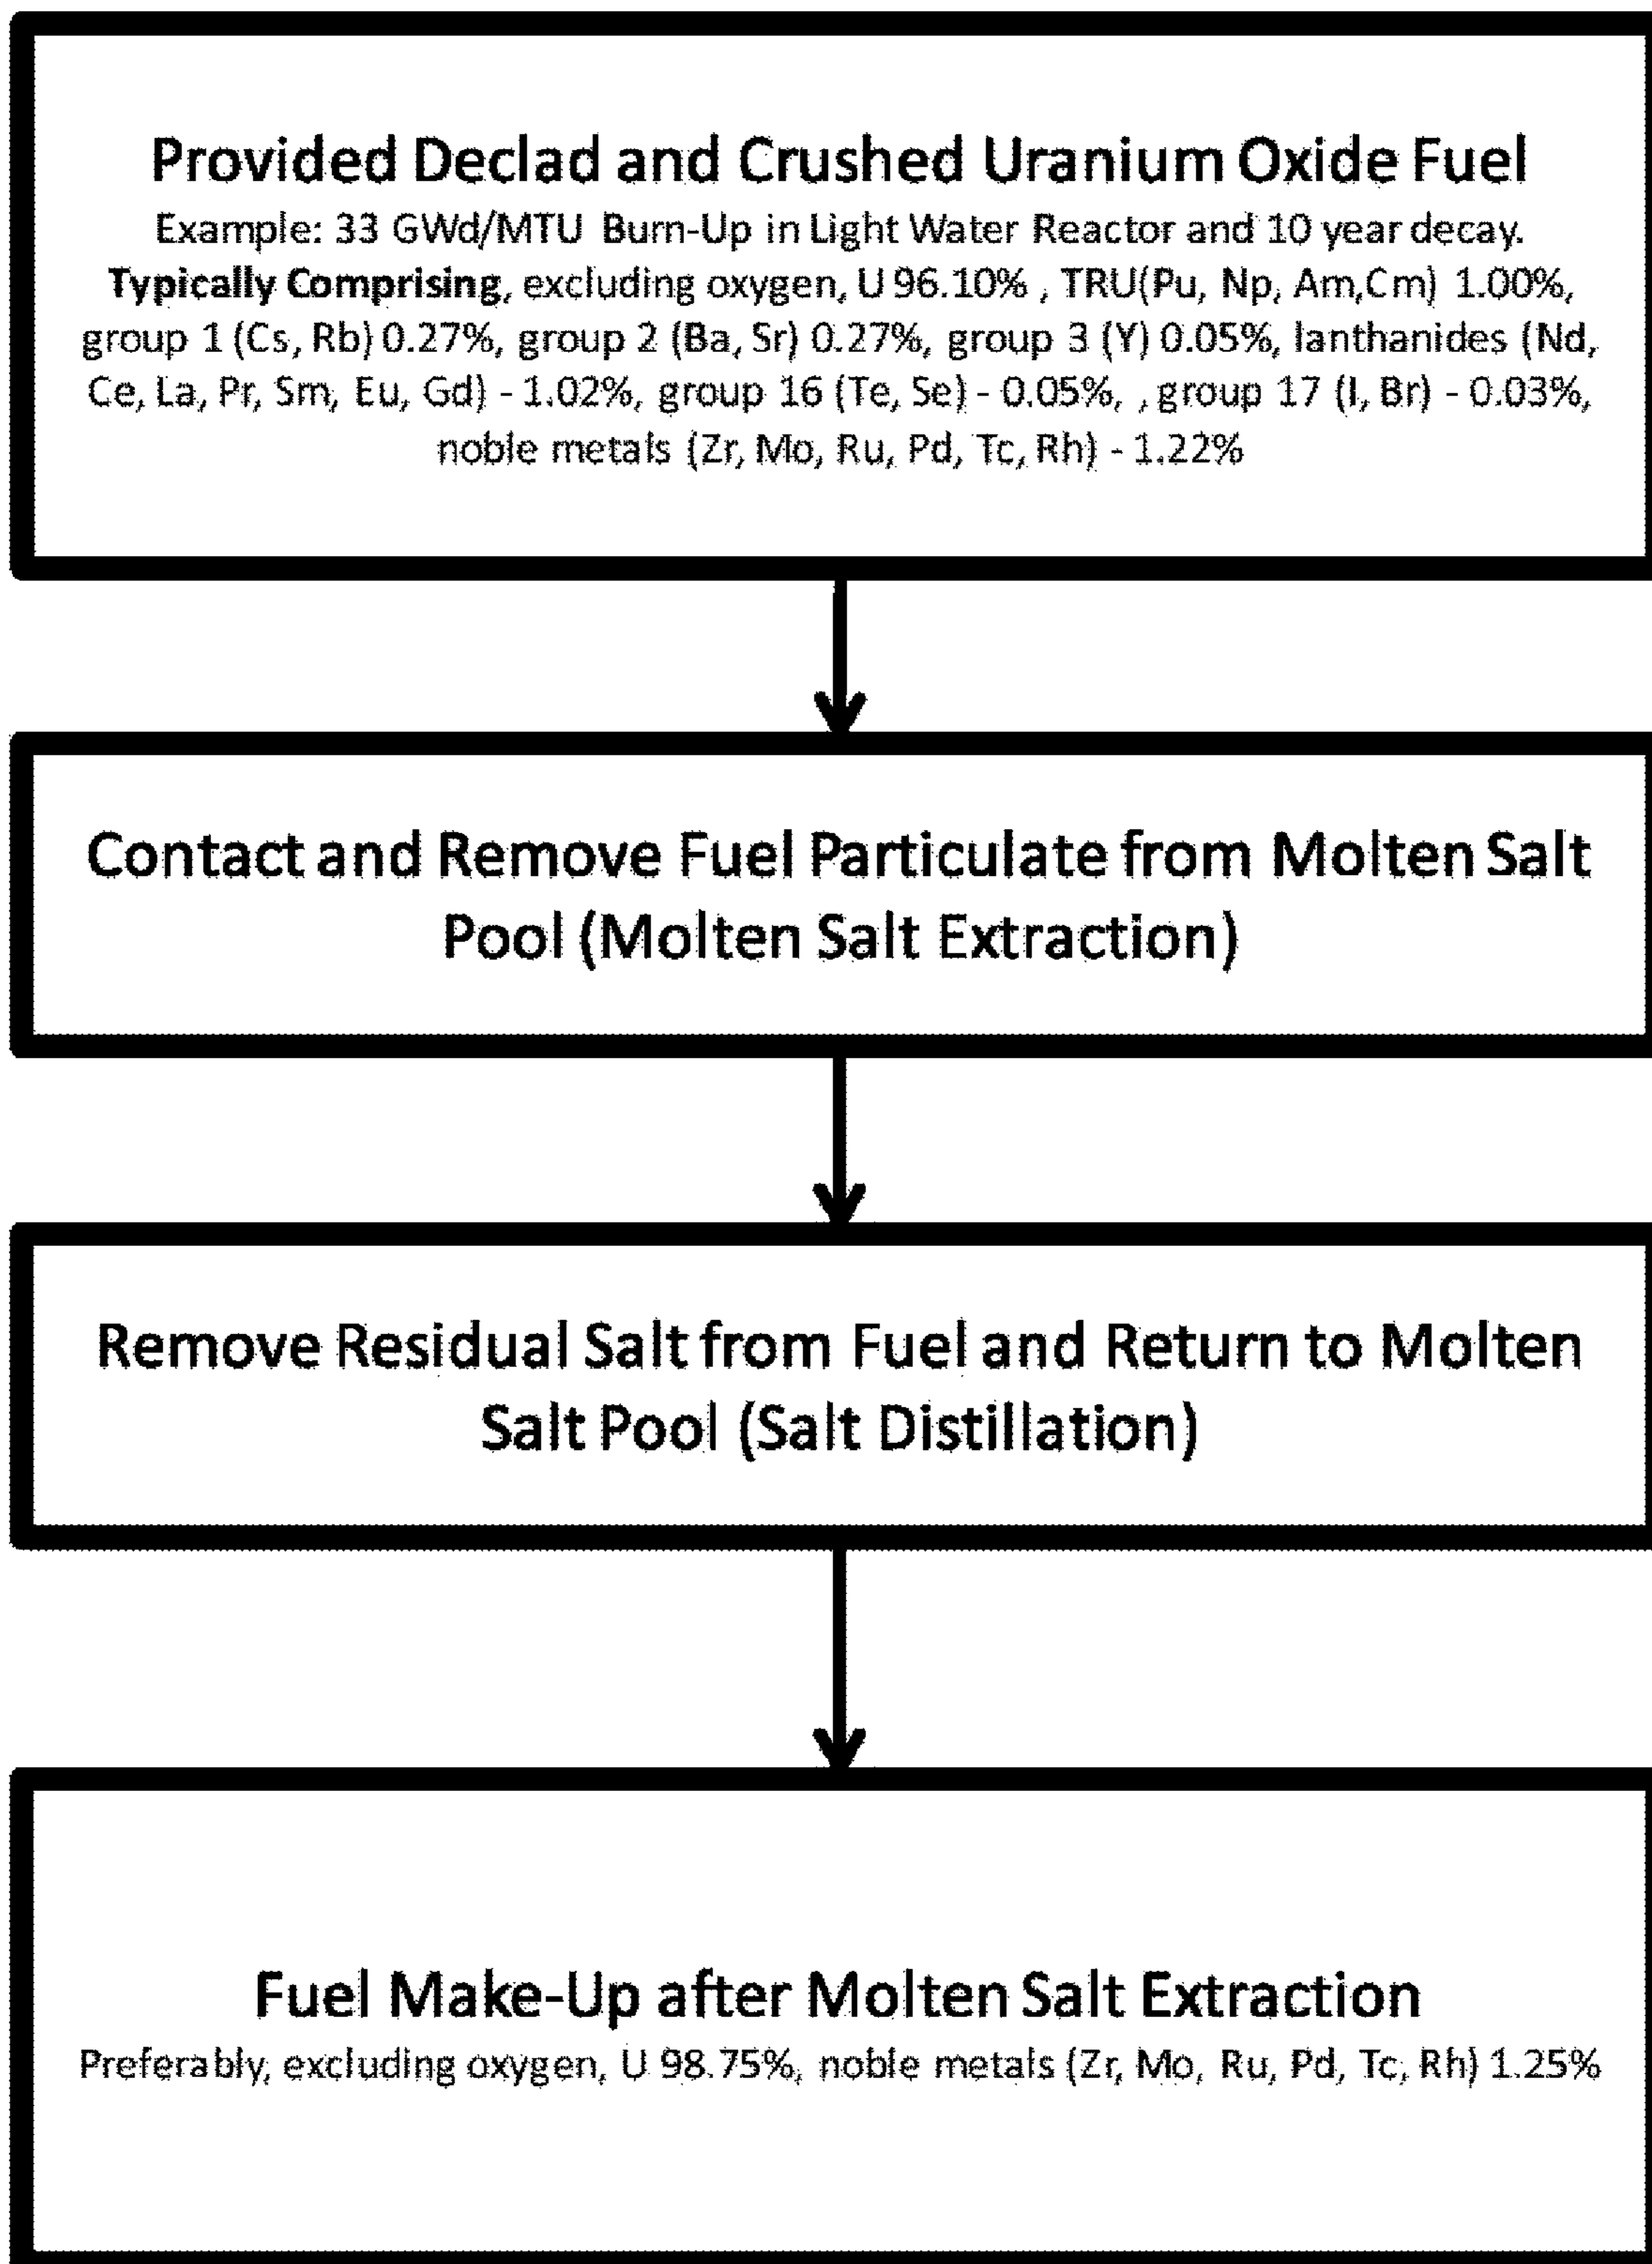 Provided Declad and Crushed Uranium Oxide Fuel
Example: 33 GWd/MTU Burn-Up in Light Water Reactor and 10 year decay.
Typically Comprising, excluding oxygen, U 96.10% , TRU(Pu, Np, Am,Cm) 1.00%,
group 1 (Cs, Rb) 0.27%, group 2 (Ba, Sr) 0.27%, group 3 (Y) 0.05%, lanthanides (Nd,
Ce, La, Pr, Sm, Eu, Gd) - 1.02%, group 16 (Te, Se) - 0.05%, , group 17 (I, Br) - 0.03%,
noble metals (Zr, Mo, Ru, Pd, Tc, Rh) - 1.22%
Contact and Remove Fuel Particulate from Molten Salt
Pool (Molten Salt Extraction)
Remove Residual Salt from Fuel and Return to Molten
Salt Pool (Salt Distillation)
Fuel Make-Up after Molten Salt Extraction
Preferably, excluding oxygen, U 98.75%, noble metals (Zr, Mo, Ru, Pd, Tc, Rh) 1.25%